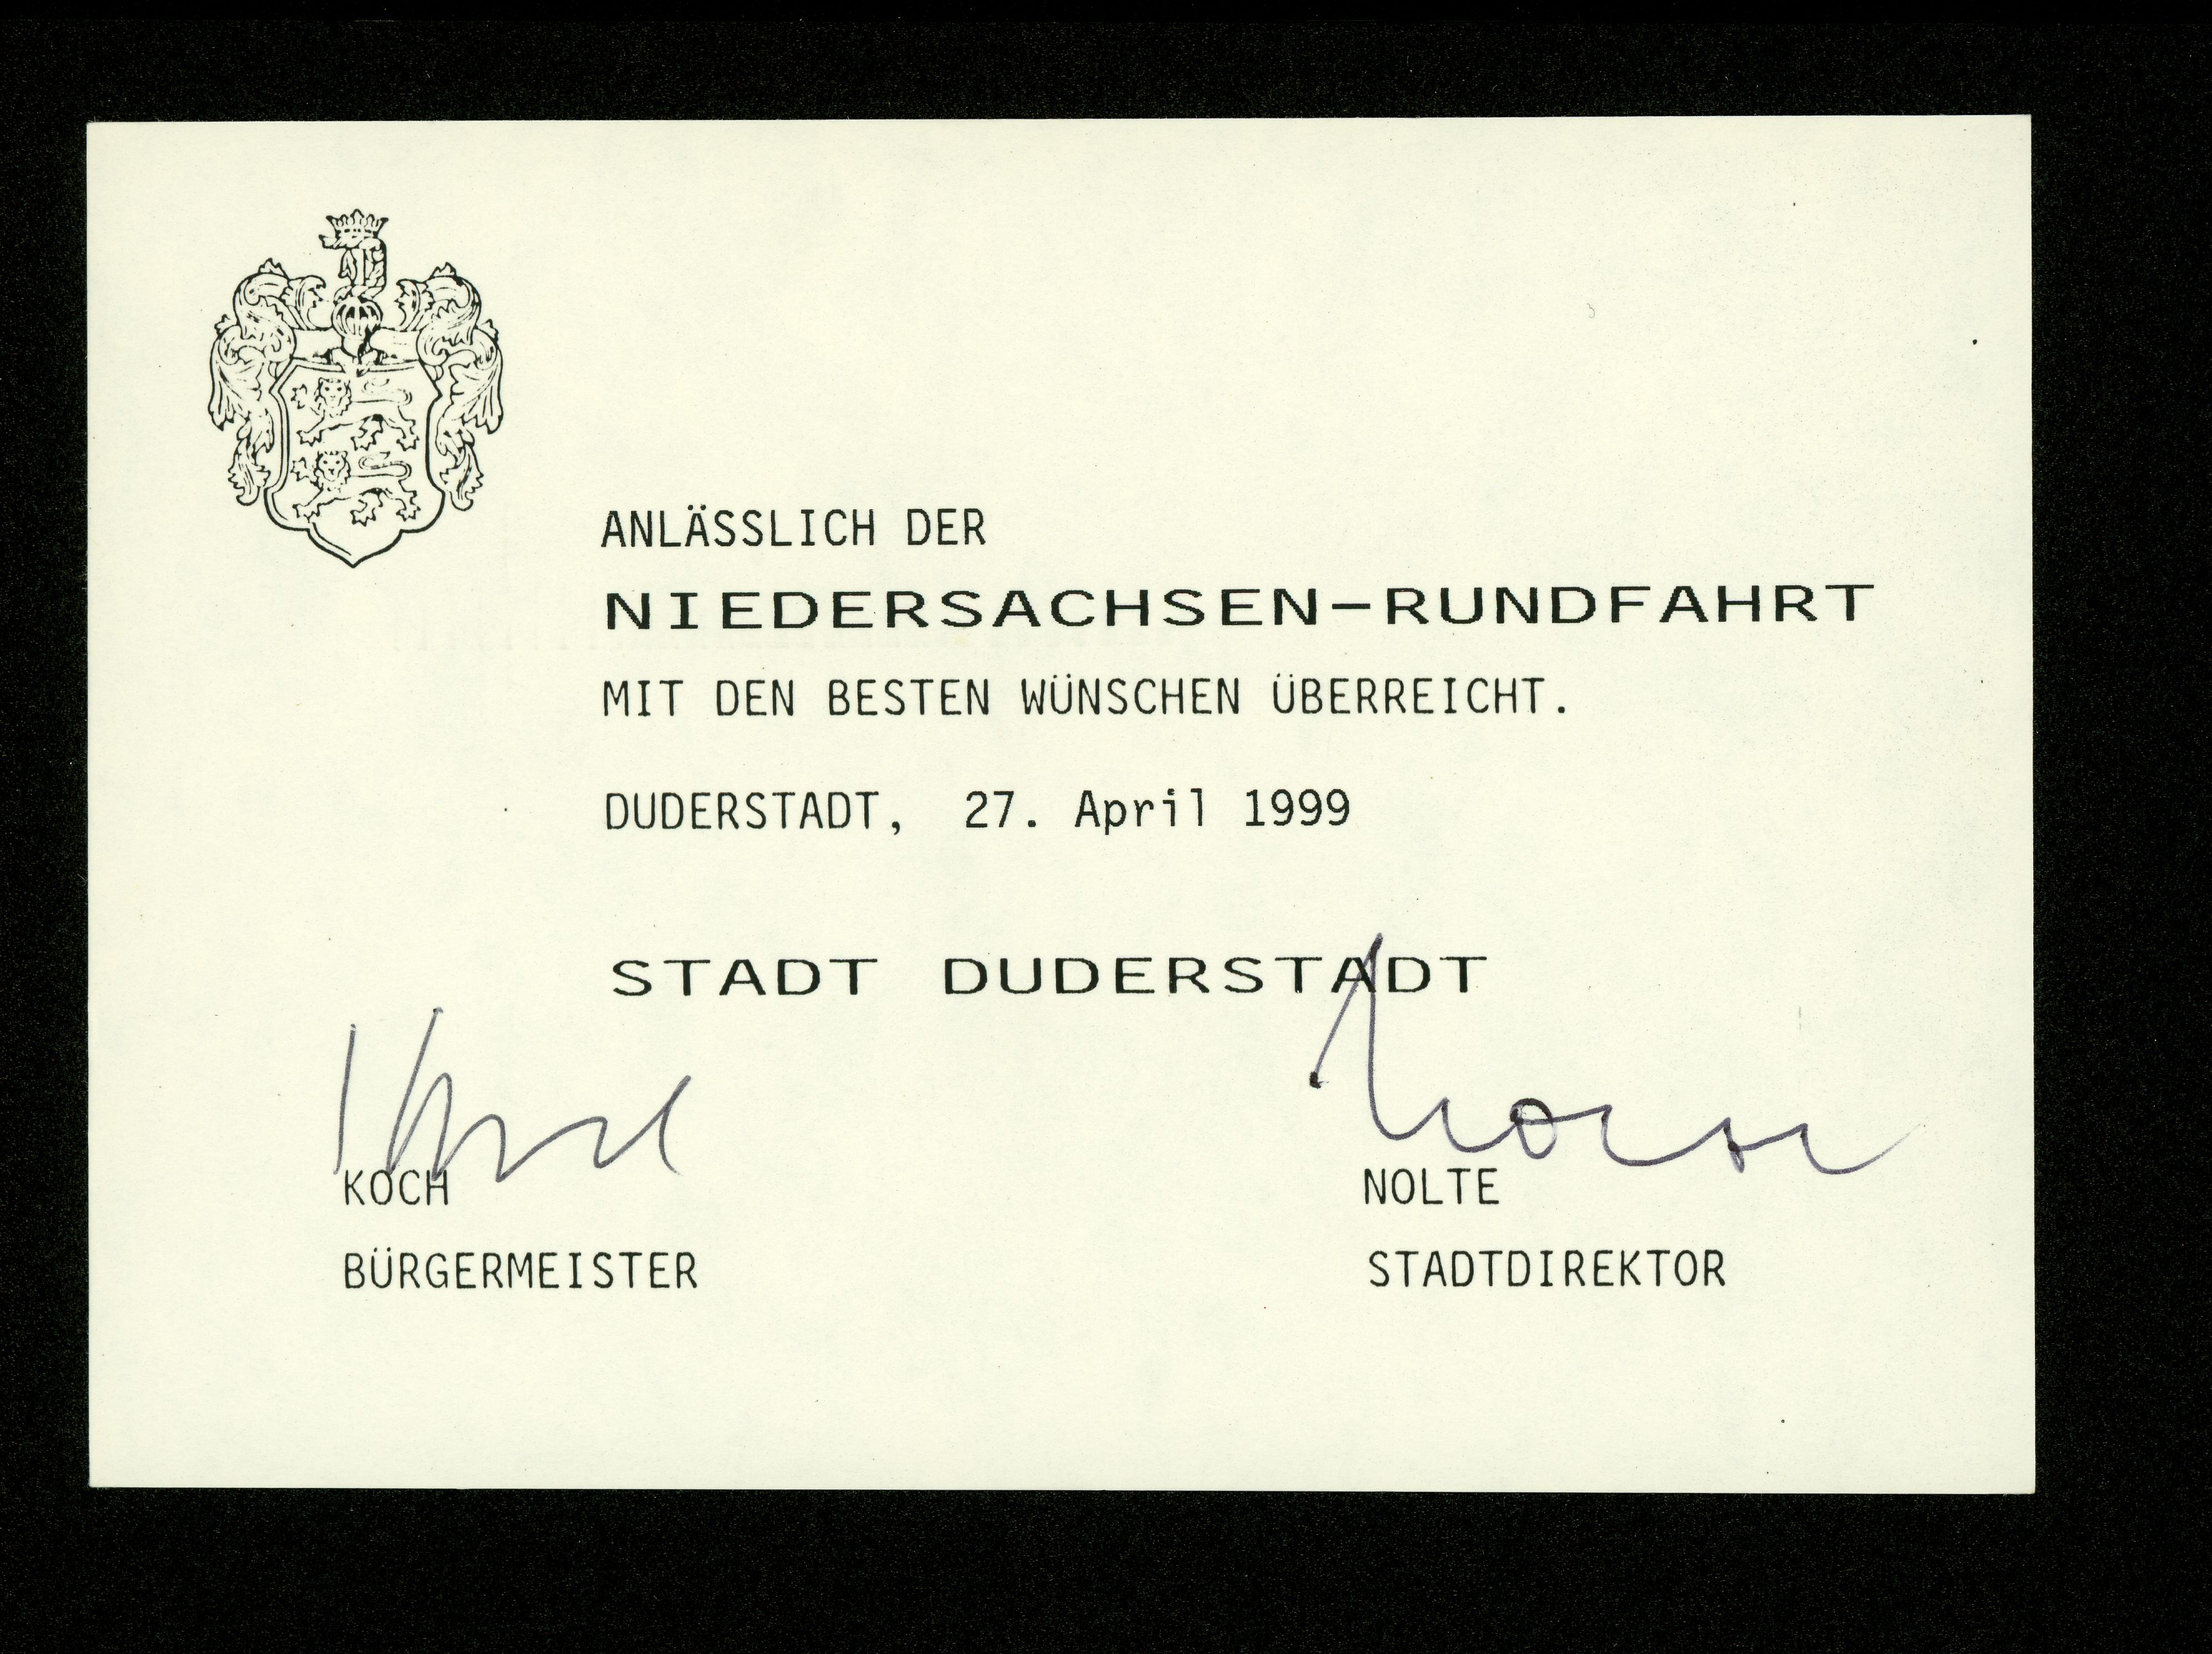 ANLÄSSLICH DER
NIEDERSACHSEN-RUNDFAHRT
MIT DEN BESTEN WÜNSCHEN ÜBERREICHT.
DUDERSTADT, 27. April 1999
STADT DUDERSTADT
KOCH
BÜRGERMEISTER
NOLTE
STADTDIREKTOR